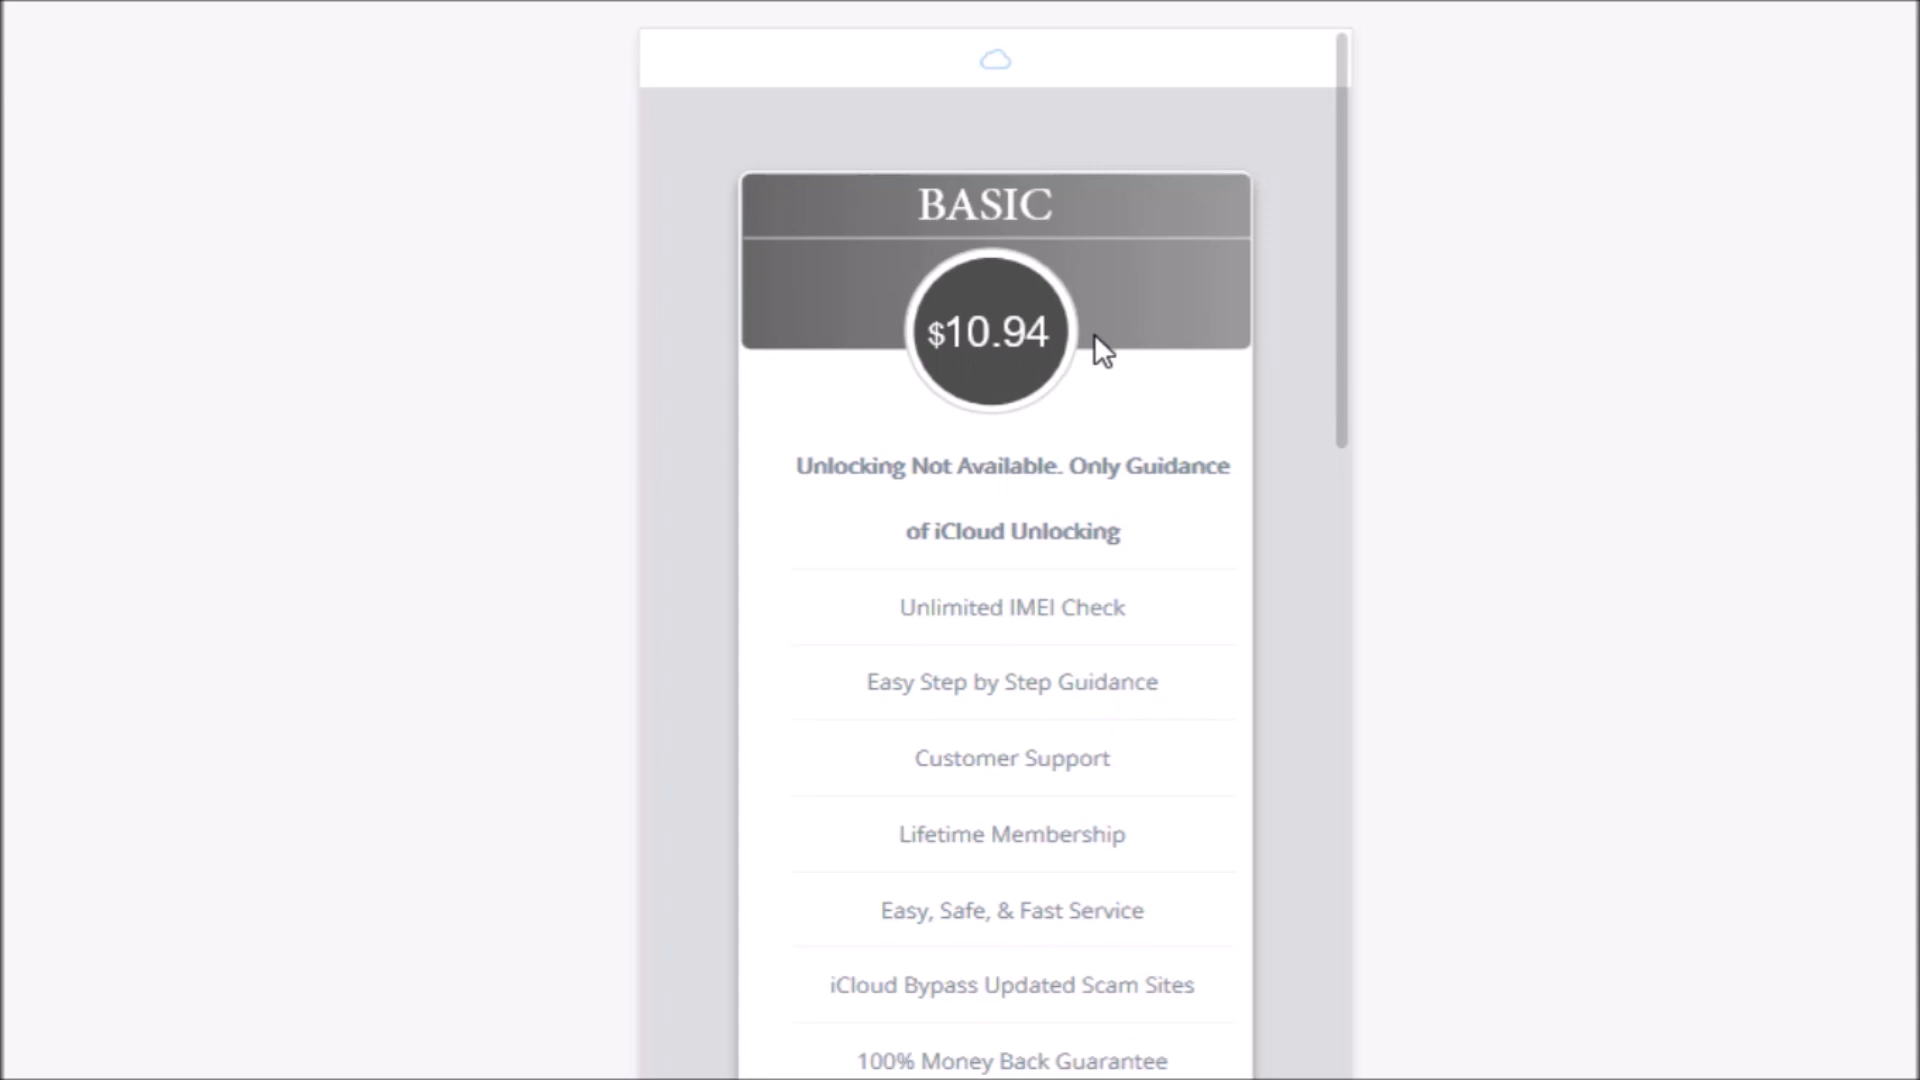 BASIC
$10.94
Unlocking Not Available. Only Guidance
of iCloud Unlocking
Unlimited IMEI Check
Easy Step by Step Guidance
Customer Support
Lifetime Membership
Easy, Safe, & Fast Service
iCloud Bypass Updated Scam Sites
100% Money Back Guarantee